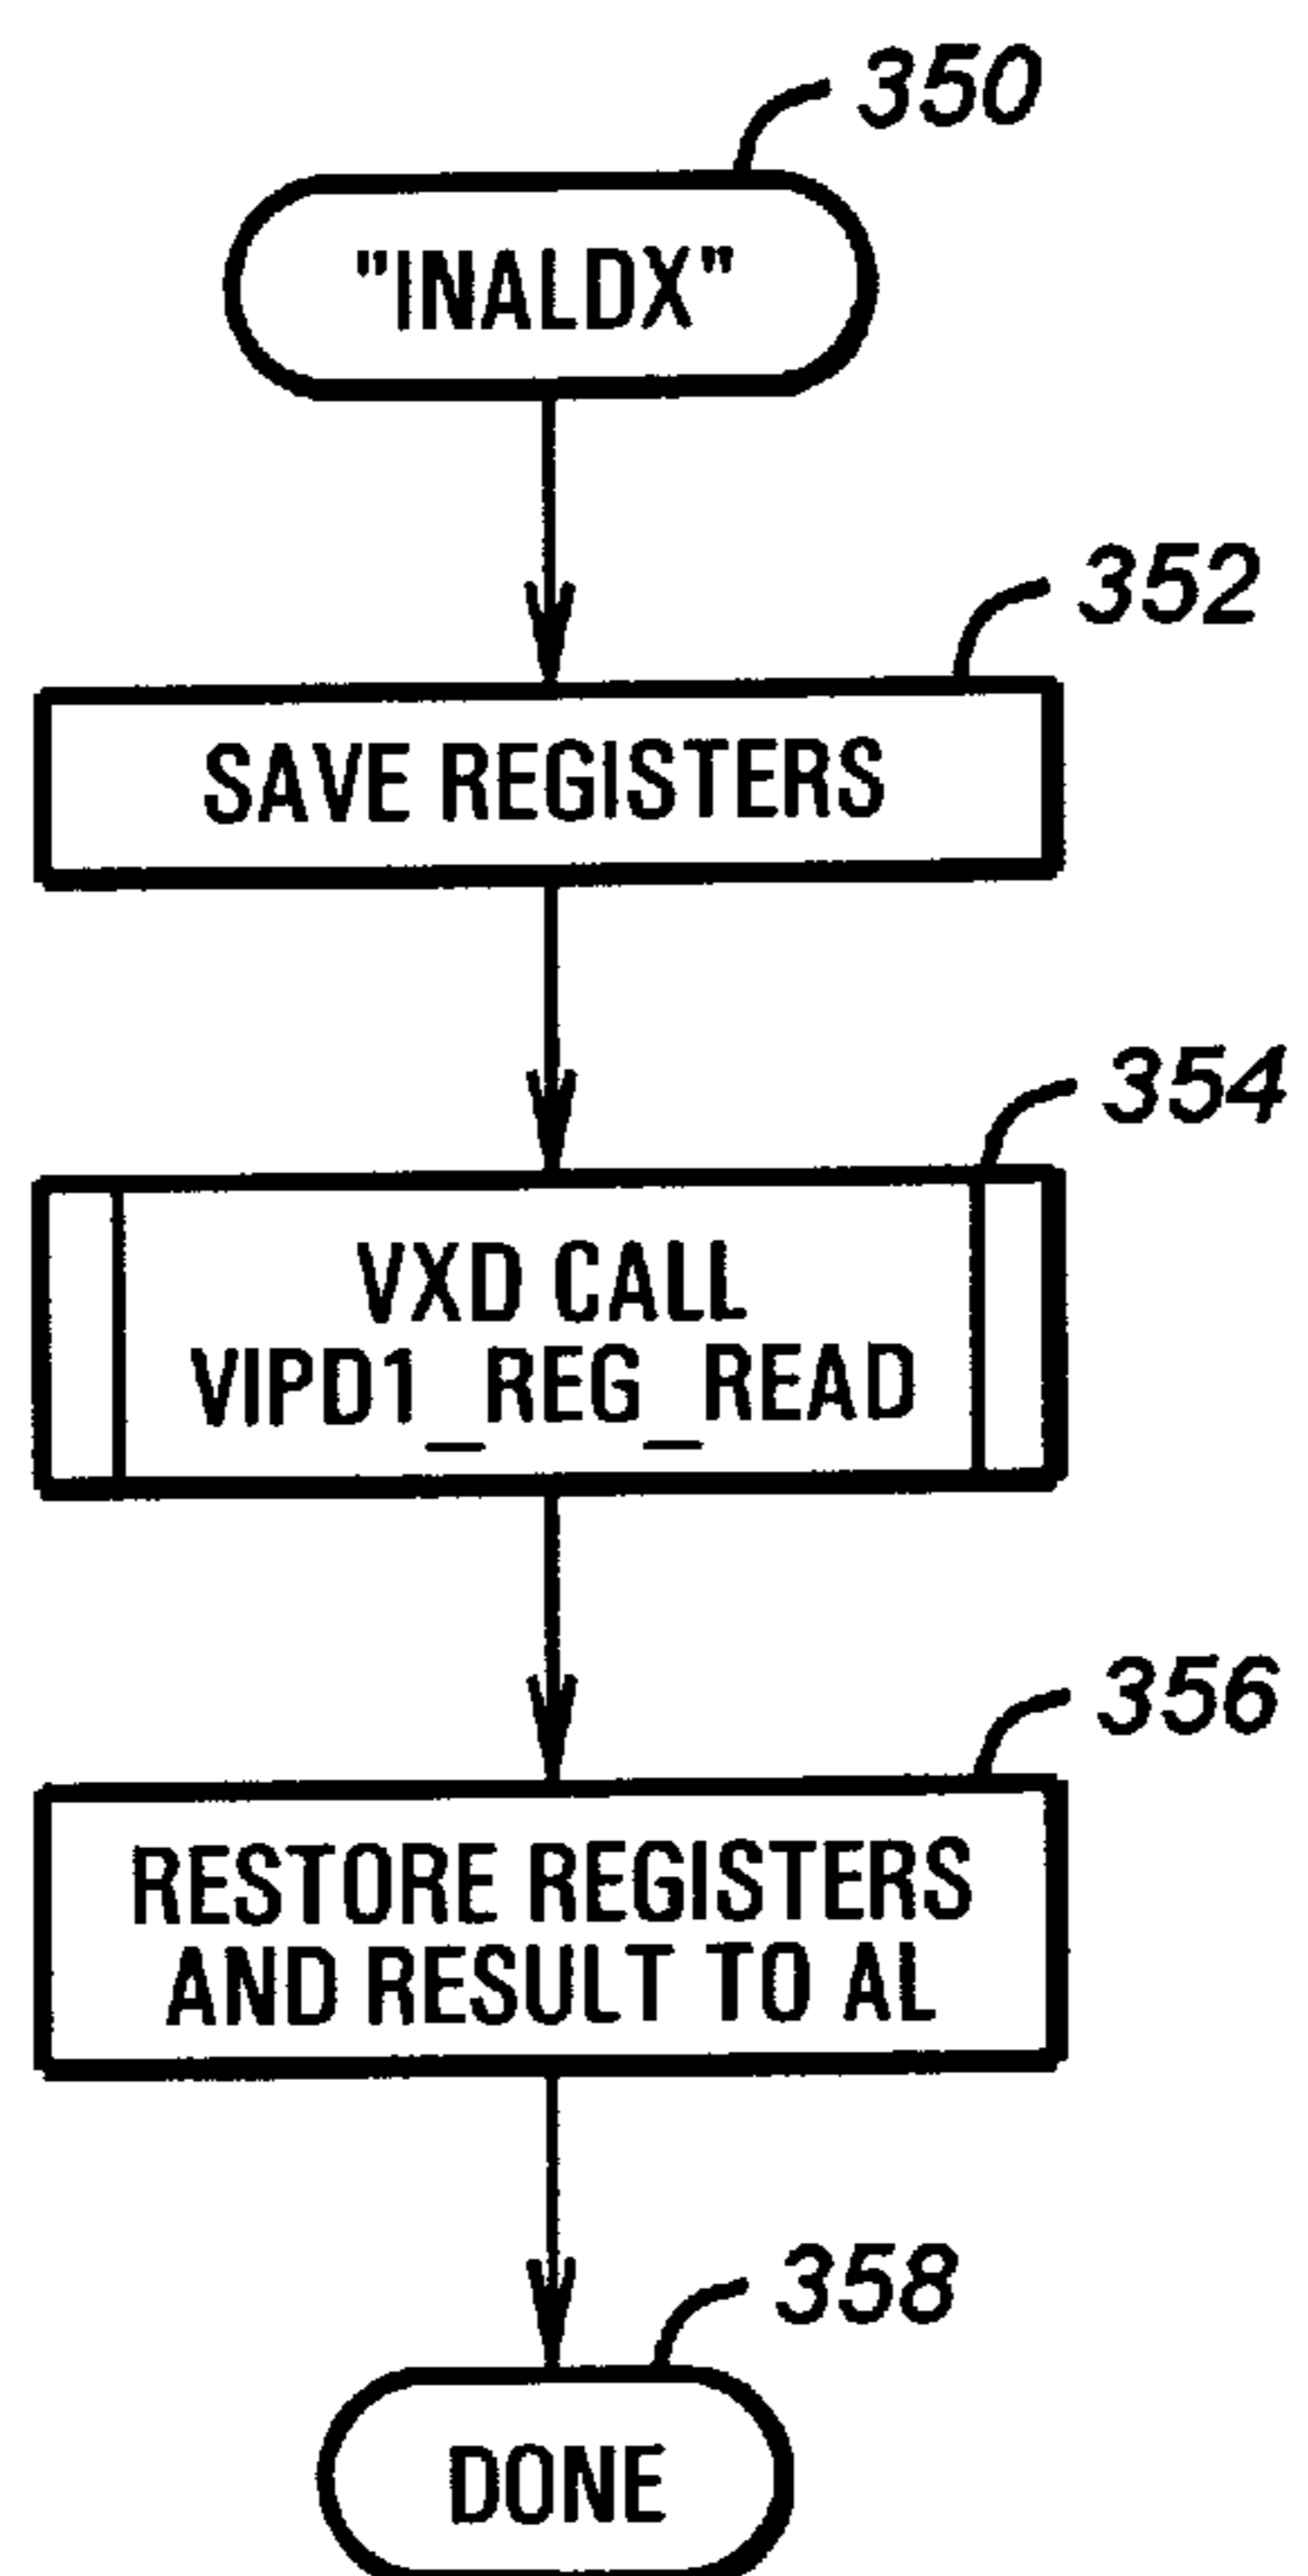 350
"INALDX"
352
SAVE REGISTERS
354
VXD CALL
VIPD1_REG_READ
356
RESTORE REGISTERS
AND RESULT TO AL
358
DONE